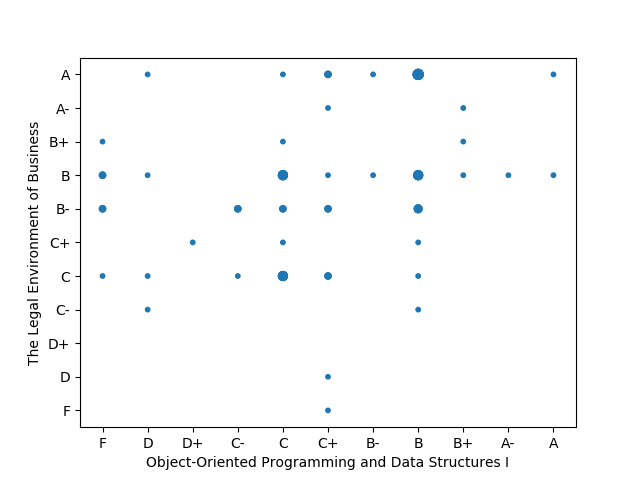 The Legal Environment of Business
A
A-
B+
B
B-
C+
C
C-
D+
D
F
F D D+ C- C C+ B- B B+ A- A
Object-Oriented Programming and Data Structures I